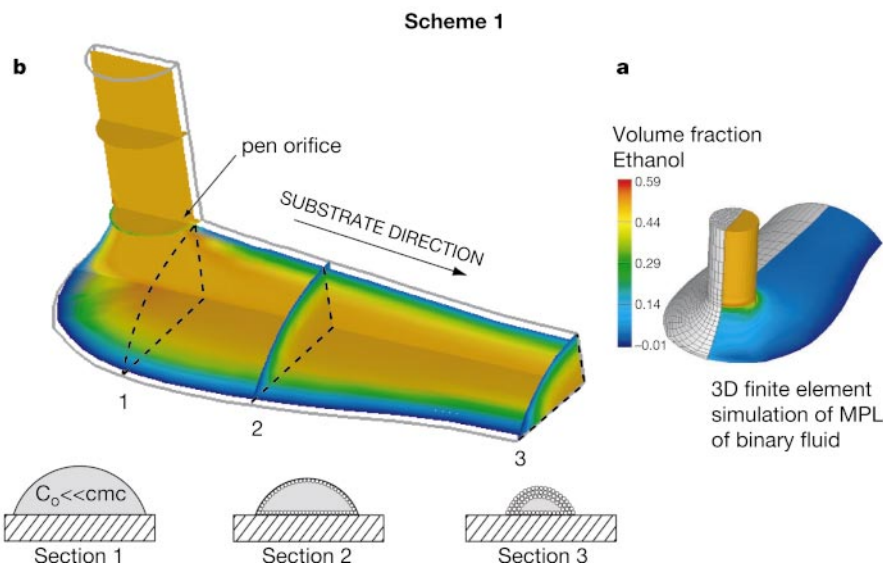 Scheme 1
b
pen orifice
SUBSTRATE DIRECTION
1
2
3
a
Volume fraction
Ethanol
0.59
0.44
0.29
0.14
-0.01
3D finite element
simulation of MPL
of binary fluid
C₀<<cmc
Section 1
Section 2
Section 3